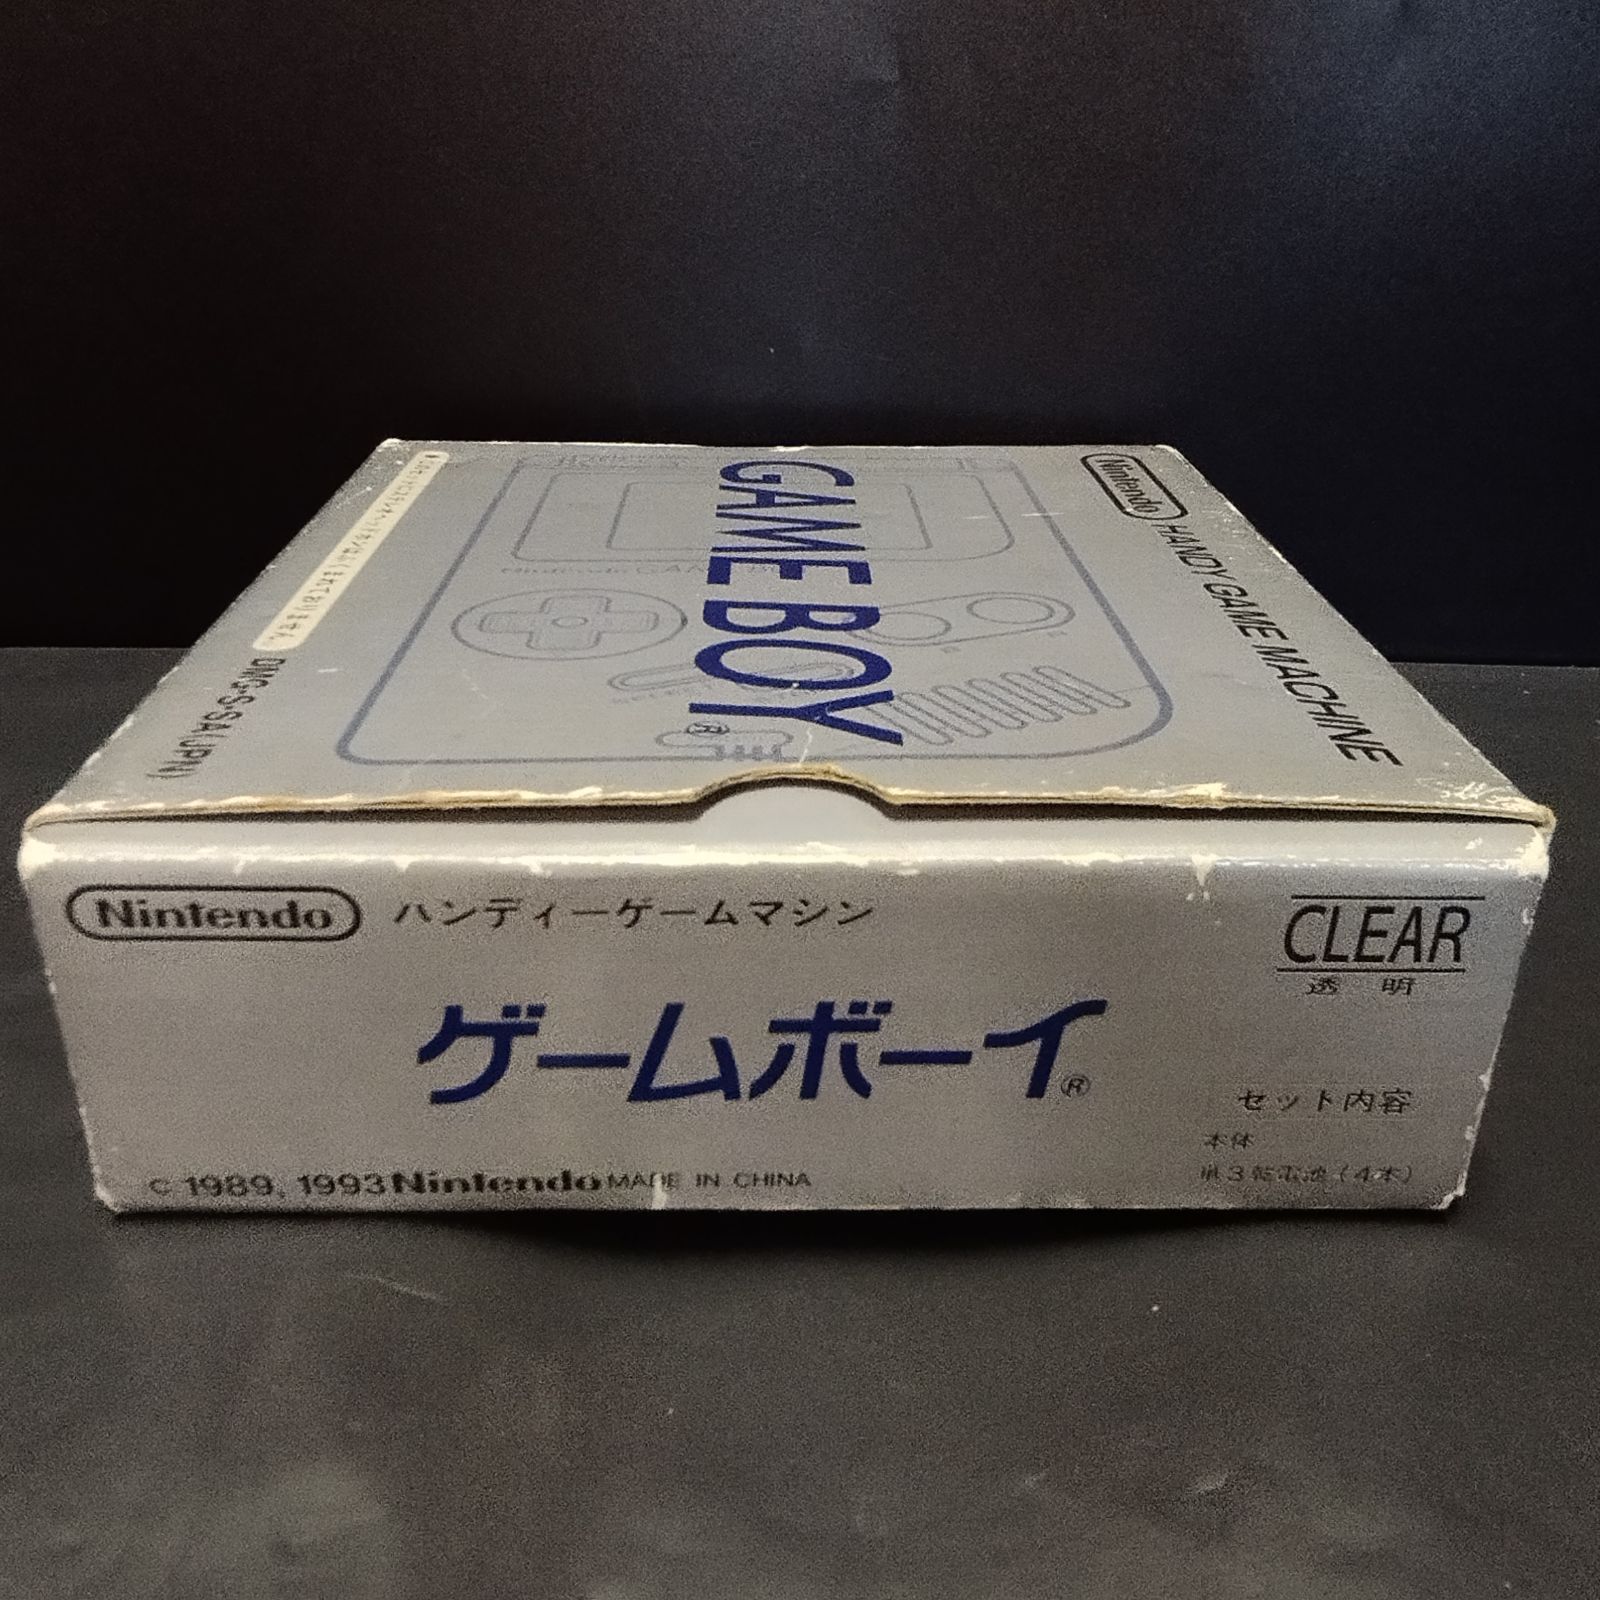 Nintendo HANDY GAME MACHINE
GAME BOY®
DMG-S-SA(JPN)
Nintendo ハンディーゲームマシン
CLEAR
透明
ゲームボーイ®
セット内容
本体
単3乾電池(4本)
© 1989, 1993 Nintendo MADE IN CHINA